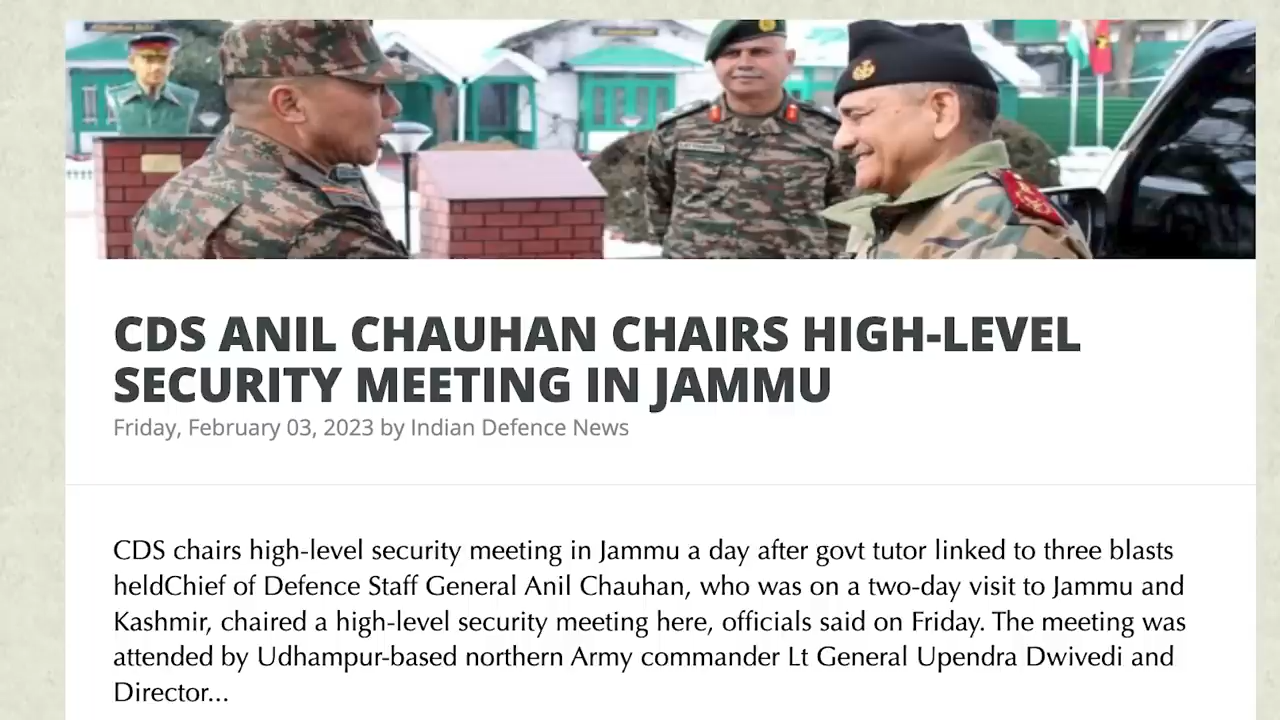 CDS ANIL CHAUHAN CHAIRS HIGH-LEVEL
SECURITY MEETING IN JAMMU
Friday, February 03, 2023 by Indian Defence News
CDS chairs high-level security meeting in Jammu a day after govt tutor linked to three blasts
heldChief of Defence Staff General Anil Chauhan, who was on a two-day visit to Jammu and
Kashmir, chaired a high-level security meeting here, officials said on Friday. The meeting was
attended by Udhampur-based northern Army commander Lt General Upendra Dwivedi and
Director...